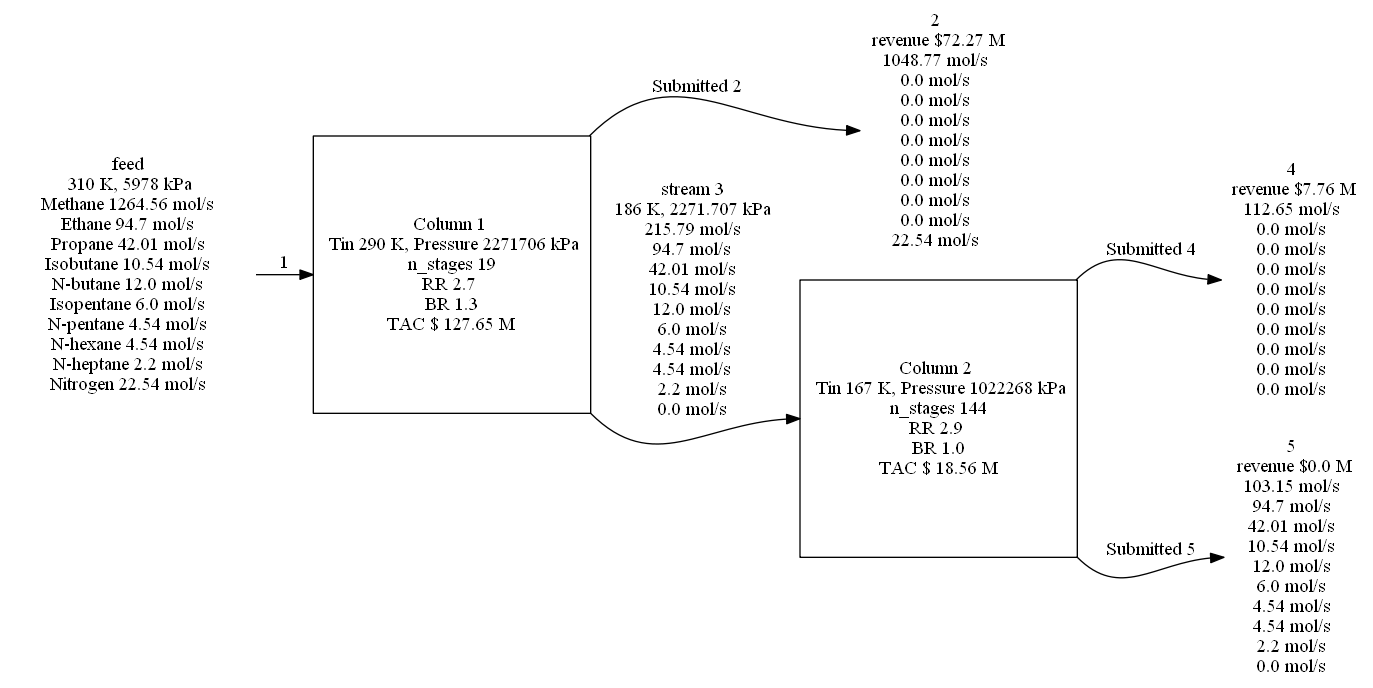 feed
310 K, 5978 kPa
Methane 1264.56 mol/s
Ethane 94.7 mol/s
Propane 42.01 mol/s
Isobutane 10.54 mol/s
N-butane 12.0 mol/s
Isopentane 6.0 mol/s
N-pentane 4.54 mol/s
N-hexane 4.54 mol/s
N-heptane 2.2 mol/s
Nitrogen 22.54 mol/s
1
Column 1
Tin 290 K, Pressure 2271706 kPa
n_stages 19
RR 2.7
BR 1.3
TAC $ 127.65 M
Submitted 2
2
revenue $72.27 M
1048.77 mol/s
0.0 mol/s
0.0 mol/s
0.0 mol/s
0.0 mol/s
0.0 mol/s
0.0 mol/s
0.0 mol/s
0.0 mol/s
22.54 mol/s
stream 3
186 K, 2271.707 kPa
215.79 mol/s
94.7 mol/s
42.01 mol/s
10.54 mol/s
12.0 mol/s
6.0 mol/s
4.54 mol/s
4.54 mol/s
2.2 mol/s
0.0 mol/s
Column 2
Tin 167 K, Pressure 1022268 kPa
n_stages 144
RR 2.9
BR 1.0
TAC $ 18.56 M
Submitted 4
4
revenue $7.76 M
112.65 mol/s
0.0 mol/s
0.0 mol/s
0.0 mol/s
0.0 mol/s
0.0 mol/s
0.0 mol/s
0.0 mol/s
0.0 mol/s
0.0 mol/s
Submitted 5
5
revenue $0.0 M
103.15 mol/s
94.7 mol/s
42.01 mol/s
10.54 mol/s
12.0 mol/s
6.0 mol/s
4.54 mol/s
4.54 mol/s
2.2 mol/s
0.0 mol/s